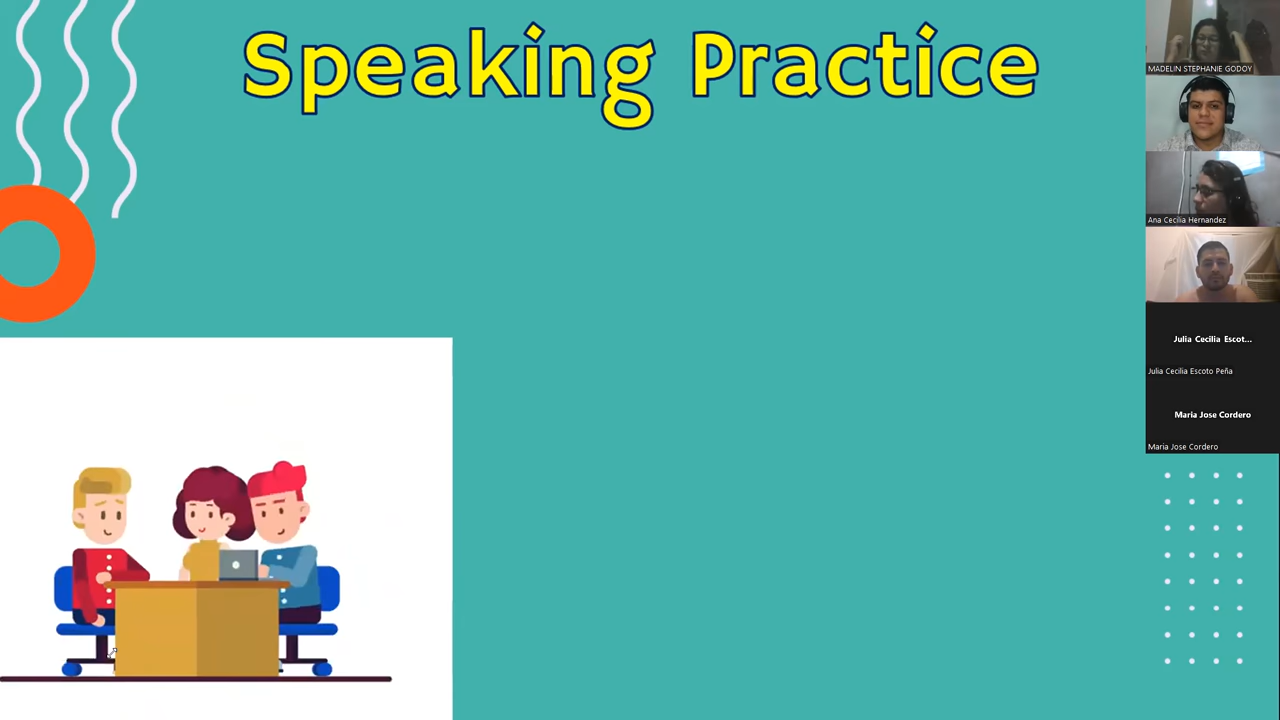 Speaking Practice
MADELIN STEPHANIE GODOY
Ana Cecilia Hernandez
Julia Cecilia Escot...
Julia Cecilia Escoto Peña
Maria Jose Cordero
Maria Jose Cordero